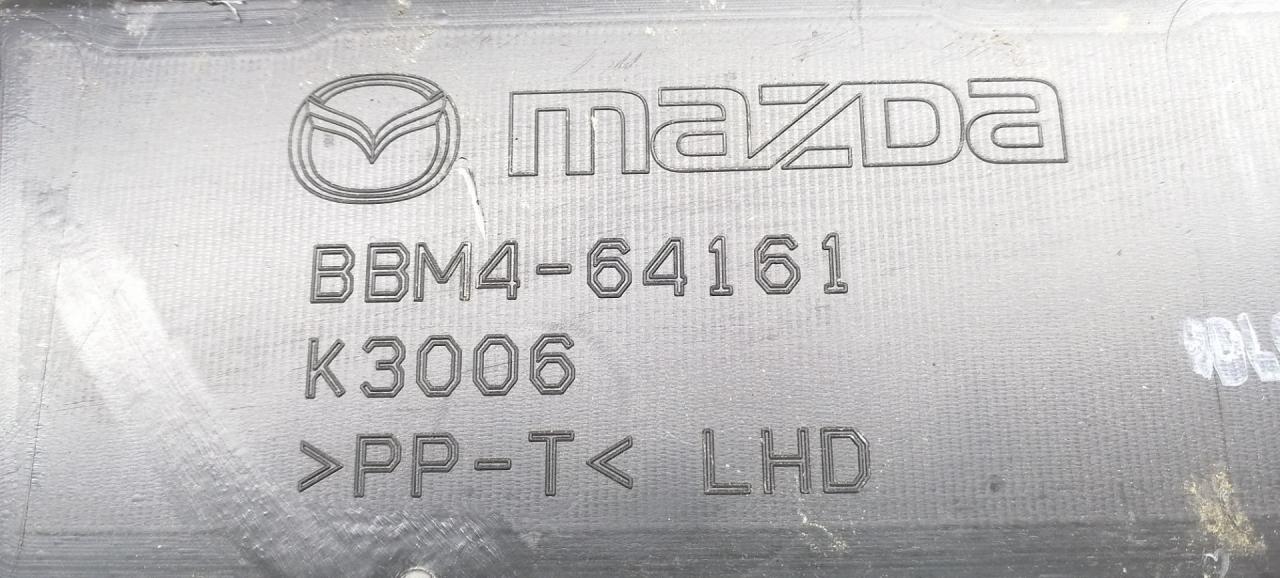 mazDa
BBM4-64161
K3006
>PP-T< LHD